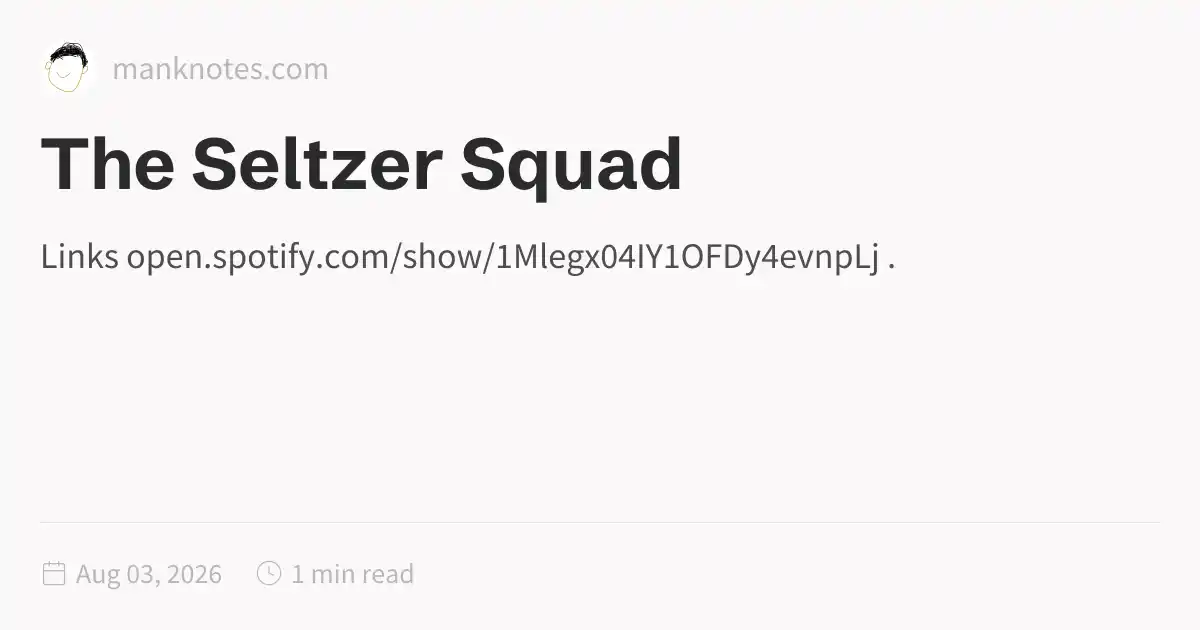 manknotes.com
The Seltzer Squad
Links open.spotify.com/show/1Mlegx04IY1OFDy4evnpLj .
Aug 03, 2026 1 min read